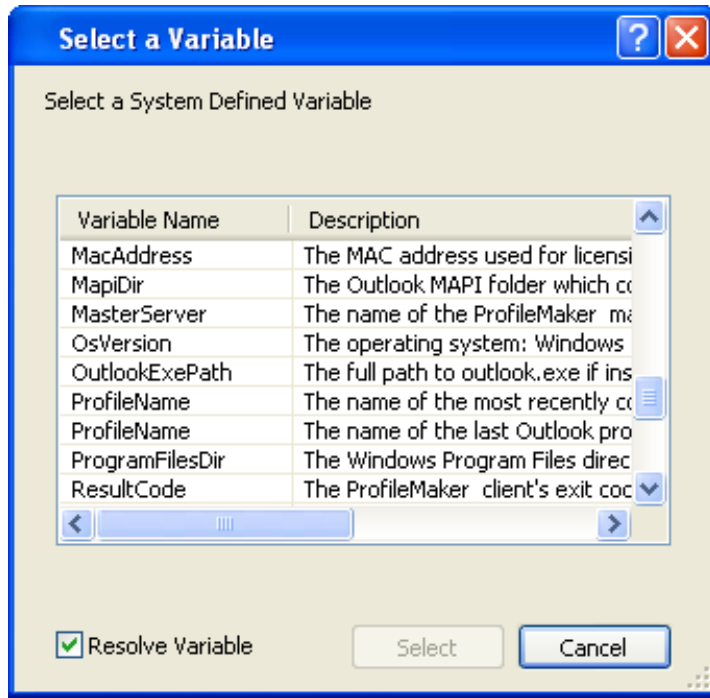 Select a Variable
Select a System Defined Variable
Variable Name Description
MacAddress The MAC address used for licensi
MapiDir The Outlook MAPI folder which co
MasterServer The name of the ProfileMaker ma
OsVersion The operating system: Windows
OutlookExePath The full path to outlook.exe if ins
ProfileName The name of the most recently co
ProfileName The name of the last Outlook pro
ProgramFilesDir The Windows Program Files direc
ResultCode The ProfileMaker client's exit coc
Resolve Variable Select Cancel